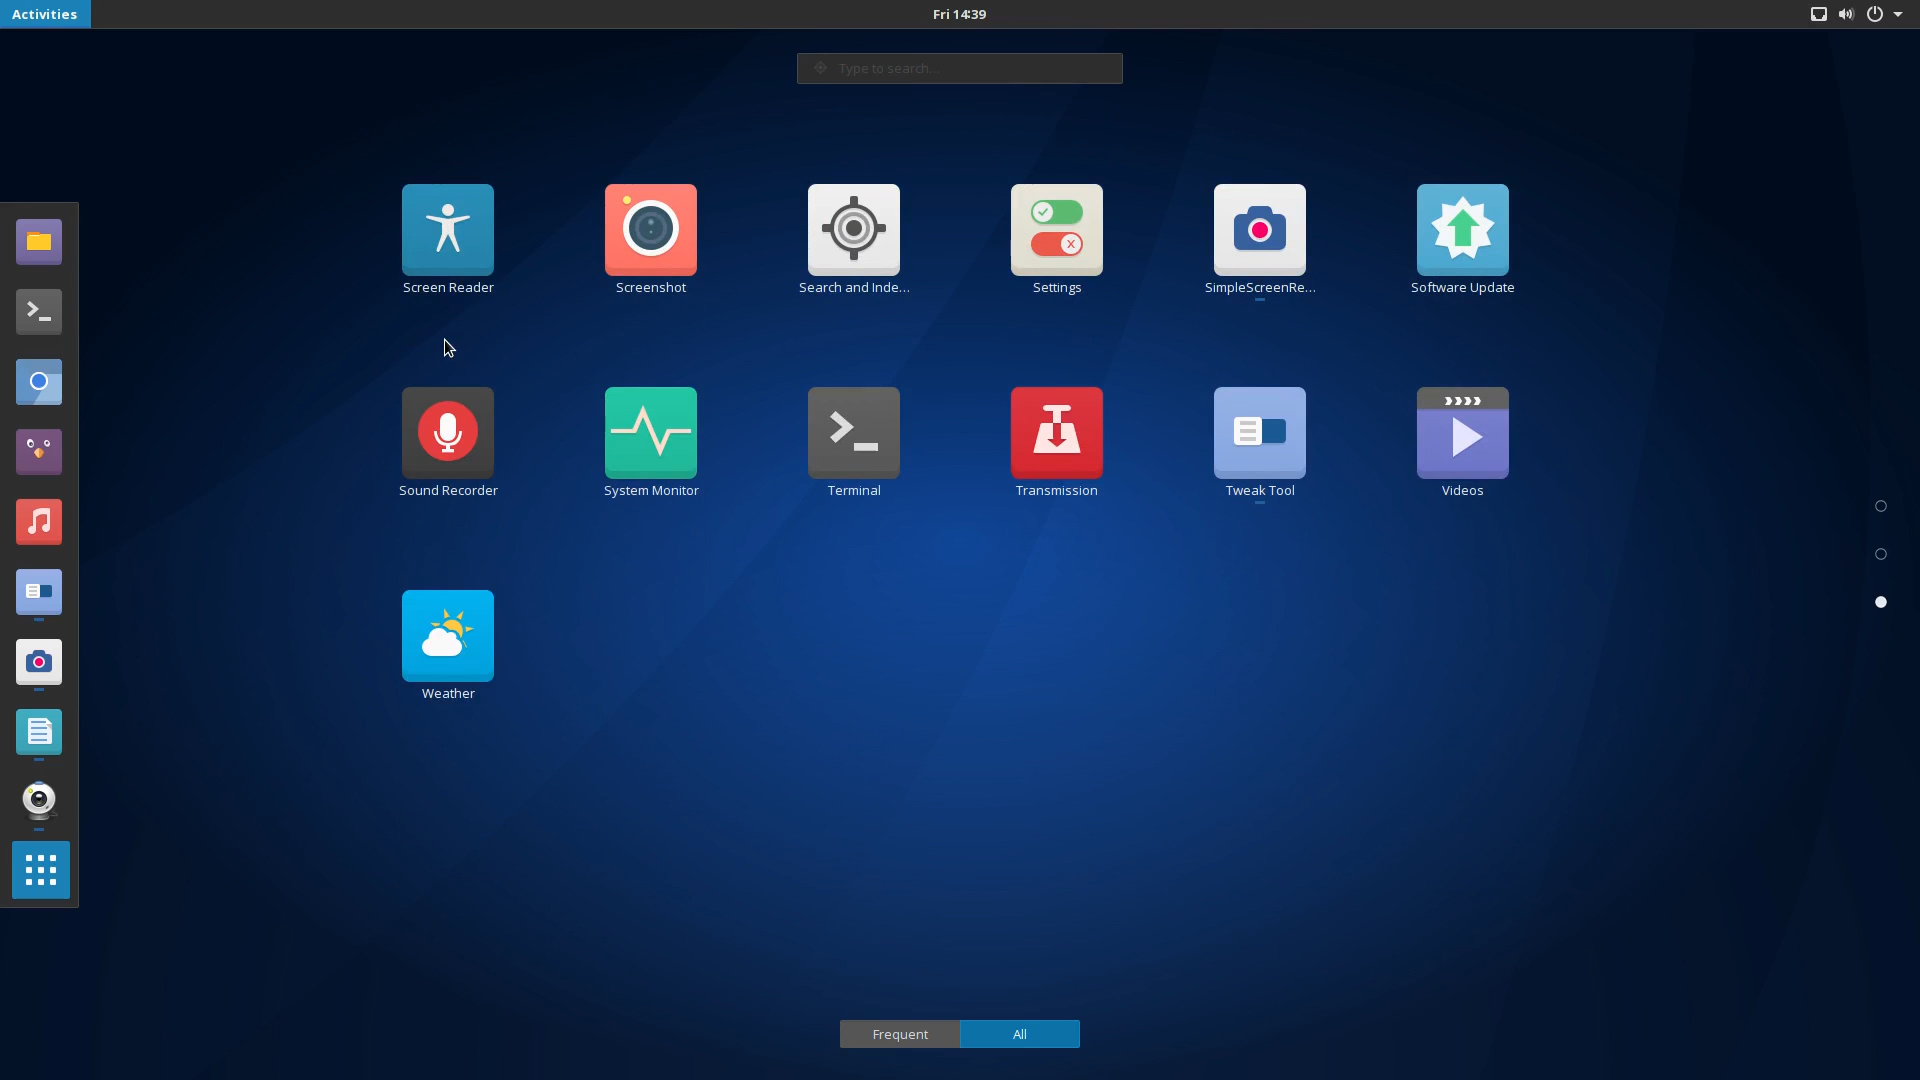 Activities
Fri 14:39
Type to search...
Screen Reader
Screenshot
Search and Inde...
Settings
SimpleScreenRe...
Software Update
Sound Recorder
System Monitor
Terminal
Transmission
Tweak Tool
Videos
Weather
Frequent
All